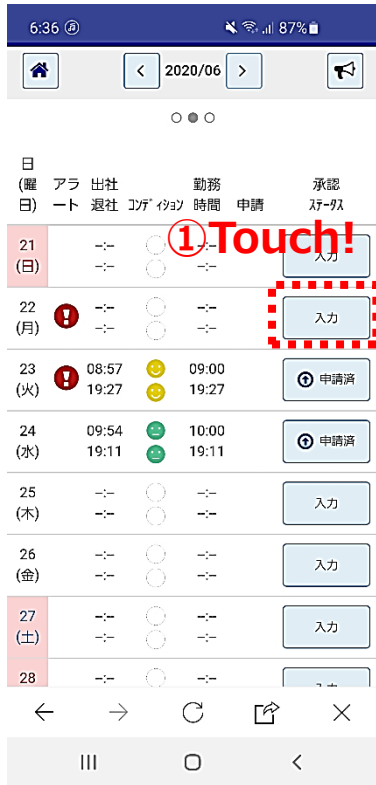 6:36 87%
2020/06
日
(曜 アラ 出社 勤務 承認
日) ート 退社 ｺﾝﾃﾞｨｼｮﾝ 時間 申請 ｽﾃｰﾀｽ
①Touch!
21 --:-- --:-- 入力
(日) --:-- --:--
22 --:-- --:-- 入力
(月) --:-- --:--
23 08:57 09:00 申請済
(火) 19:27 19:27
24 09:54 10:00 申請済
(水) 19:11 19:11
25 --:-- --:-- 入力
(木) --:-- --:--
26 --:-- --:-- 入力
(金) --:-- --:--
27 --:-- --:-- 入力
(土) --:-- --:--
28 --:-- --:--